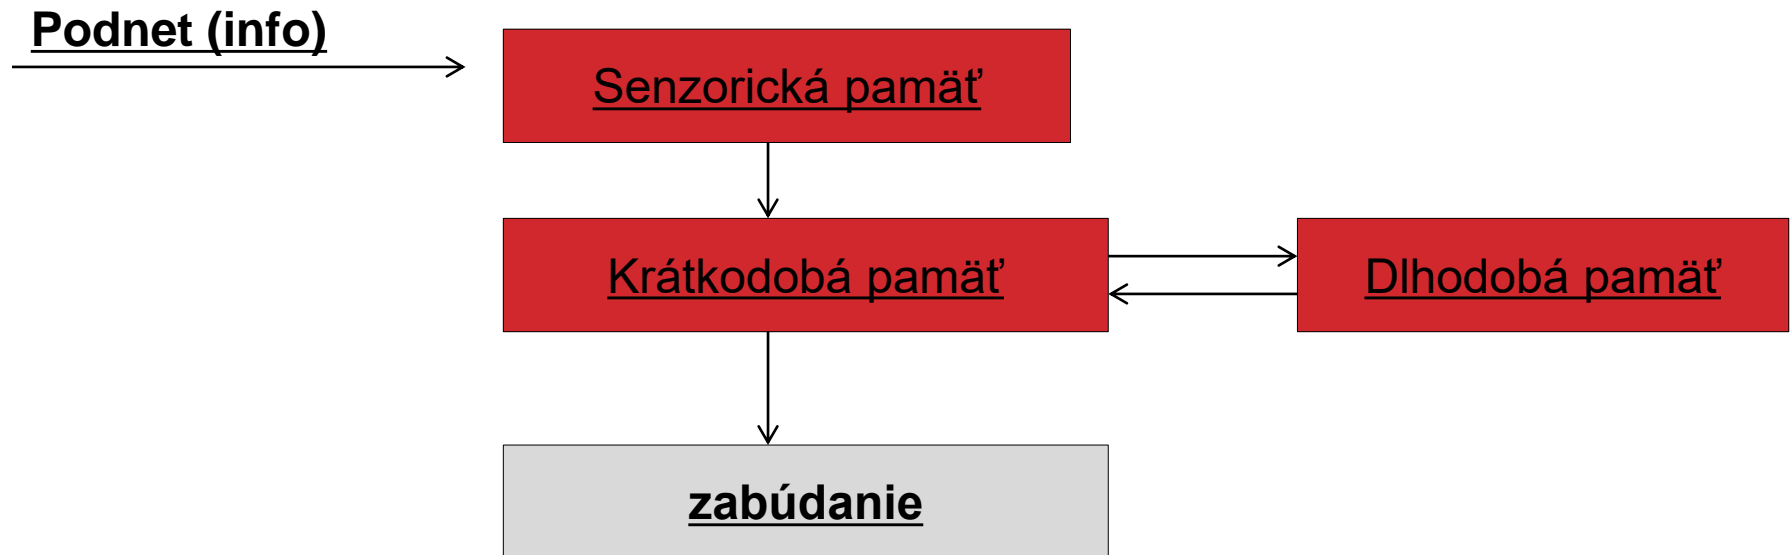 Podnet (info)
Senzorická pamäť
Krátkodobá pamäť
Dlhodobá pamäť
zabúdanie